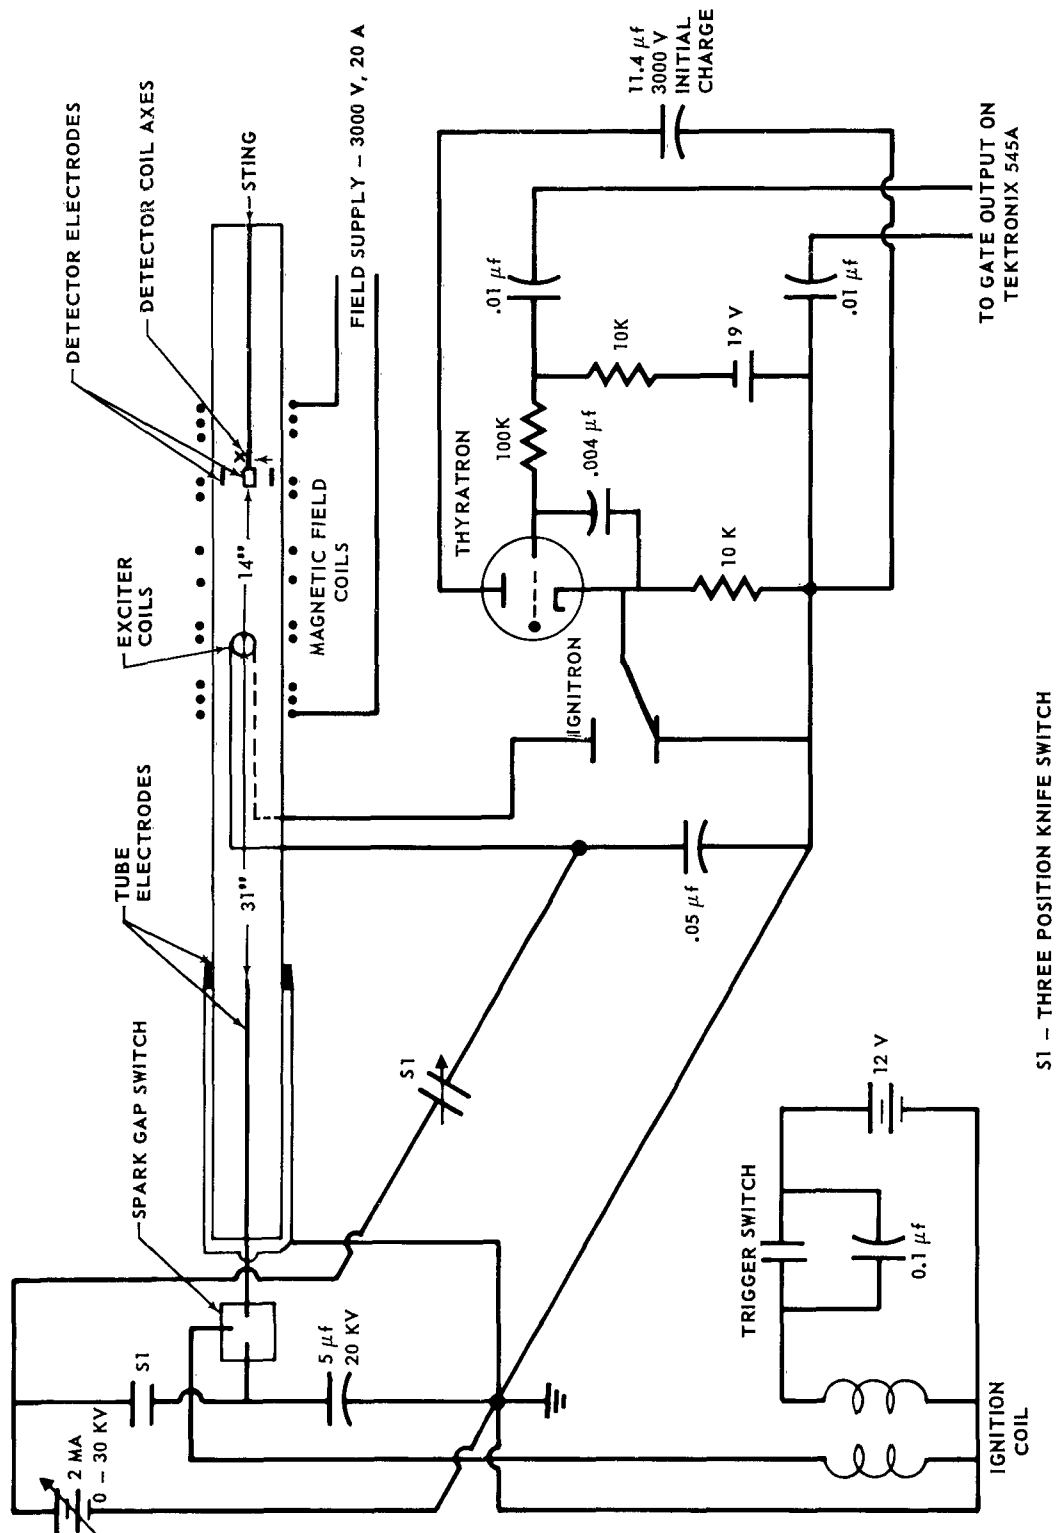 DETECTOR ELECTRODES
DETECTOR COIL AXES
STING
FIELD SUPPLY – 3000 V, 20 A
EXCITER
COILS
14"
MAGNETIC FIELD
COILS
TUBE
ELECTRODES
31"
SPARK GAP SWITCH
S1
5 μf
20 KV
2 MA
0 – 30 KV
S1
THYRATRON
IGNITRON
100K
.01 μf
.004 μf
10K
19 V
10 K
.01 μf
.05 μf
11.4 μf
3000 V
INITIAL
CHARGE
TO GATE OUTPUT ON
TEKTRONIX 545A
TRIGGER SWITCH
0.1 μf
12 V
IGNITION
COIL
S1 – THREE POSITION KNIFE SWITCH